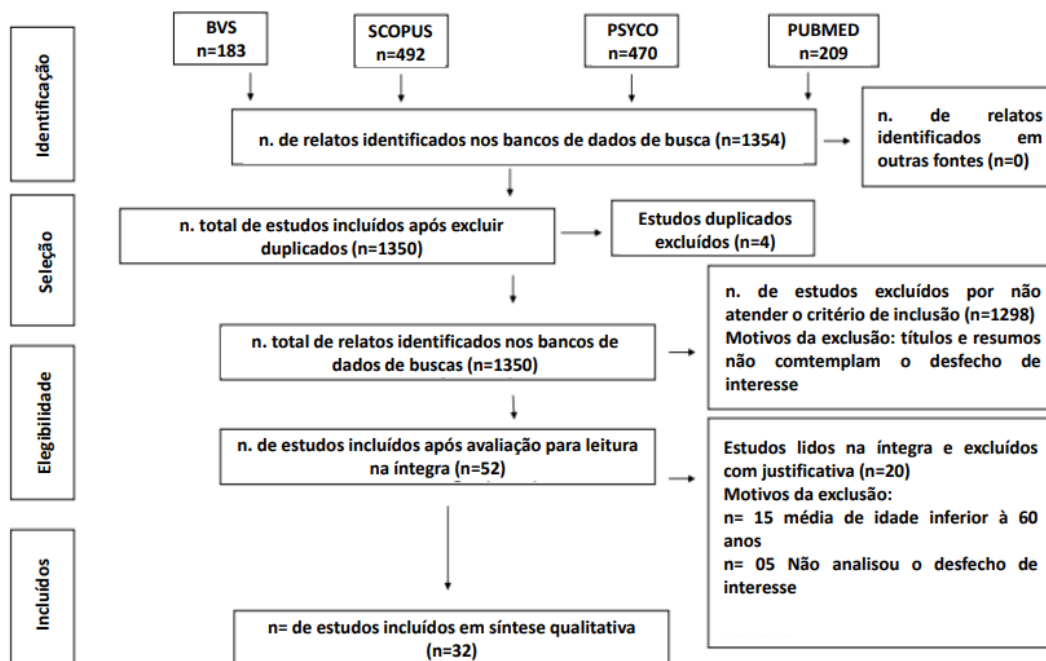 BVS
n=183
SCOPUS
n=492
PSYCO
n=470
PUBMED
n=209
Identificação
n. de relatos identificados nos bancos de dados de busca (n=1354)
n. de relatos
identificados em
outras fontes (n=0)
Seleção
n. total de estudos incluídos após excluir
duplicados (n=1350)
Estudos duplicados
excluídos (n=4)
n. de estudos excluídos por não
atender o critério de inclusão (n=1298)
Motivos da exclusão: títulos e resumos
não comtemplam o desfecho de
interesse
Elegibilidade
n. total de relatos identificados nos bancos de
dados de buscas (n=1350)
n. de estudos incluídos após avaliação para leitura
na íntegra (n=52)
Estudos lidos na íntegra e excluídos
com justificativa (n=20)
Motivos da exclusão:
n= 15 média de idade inferior à 60
anos
n= 05 Não analisou o desfecho de
interesse
Incluídos
n= de estudos incluídos em síntese qualitativa
(n=32)